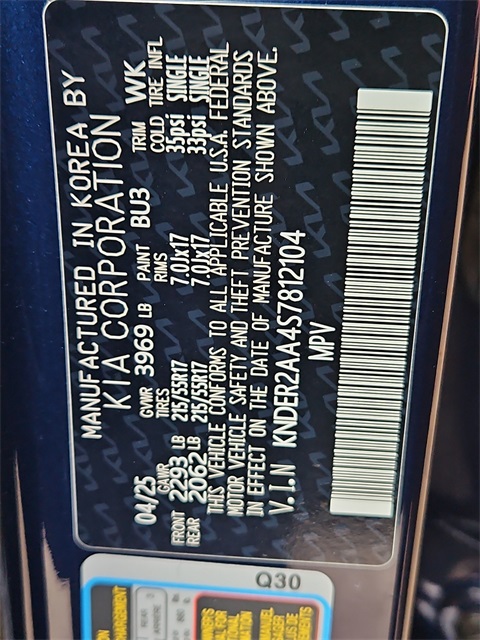 MANUFACTURED IN KOREA BY
KIA CORPORATION
04/25 GVWR 3969 LB PAINT BU3 TRIM WK
GAWR TIRES RIMS COLD TIRE INFL
FRONT 2293 LB 215/55R17 7.0Jx17 35psi SINGLE
REAR 2062 LB 215/55R17 7.0Jx17 33psi SINGLE
THIS VEHICLE CONFORMS TO ALL APPLICABLE U.S.A. FEDERAL
MOTOR VEHICLE SAFETY AND THEFT PREVENTION STANDARDS
IN EFFECT ON THE DATE OF MANUFACTURE SHOWN ABOVE.
V.I.N KNDER2AA4S7812104
MPV
Q30